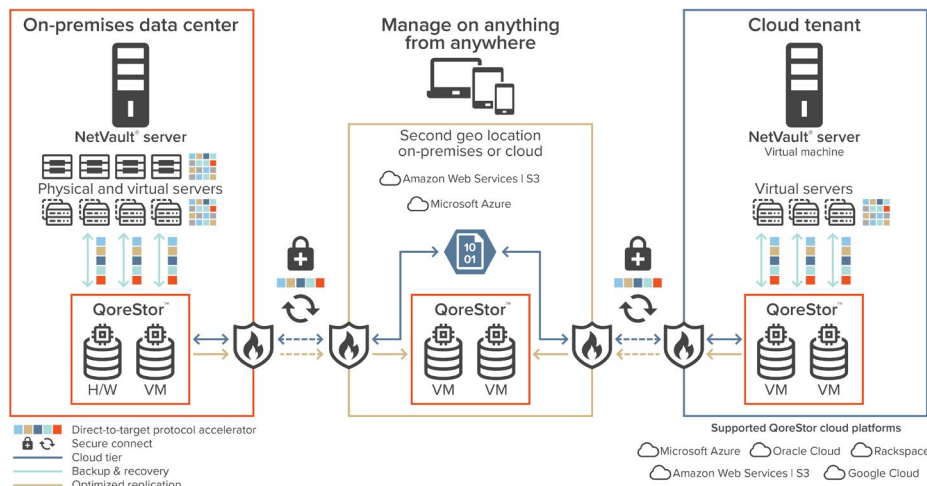 On-premises data center
NetVault® server
Physical and virtual servers
QoreStor™
H/W
VM
Manage on anything
from anywhere
Second geo location
on-premises or cloud
Amazon Web Services | S3
Microsoft Azure
10
01
QoreStor™
VM
VM
Cloud tenant
NetVault® server
Virtual machine
Virtual servers
QoreStor™
VM
VM
Direct-to-target protocol accelerator
Secure connect
Cloud tier
Backup & recovery
Optimized replication
Supported QoreStor cloud platforms
Microsoft Azure
Oracle Cloud
Rackspace
Amazon Web Services | S3
Google Cloud